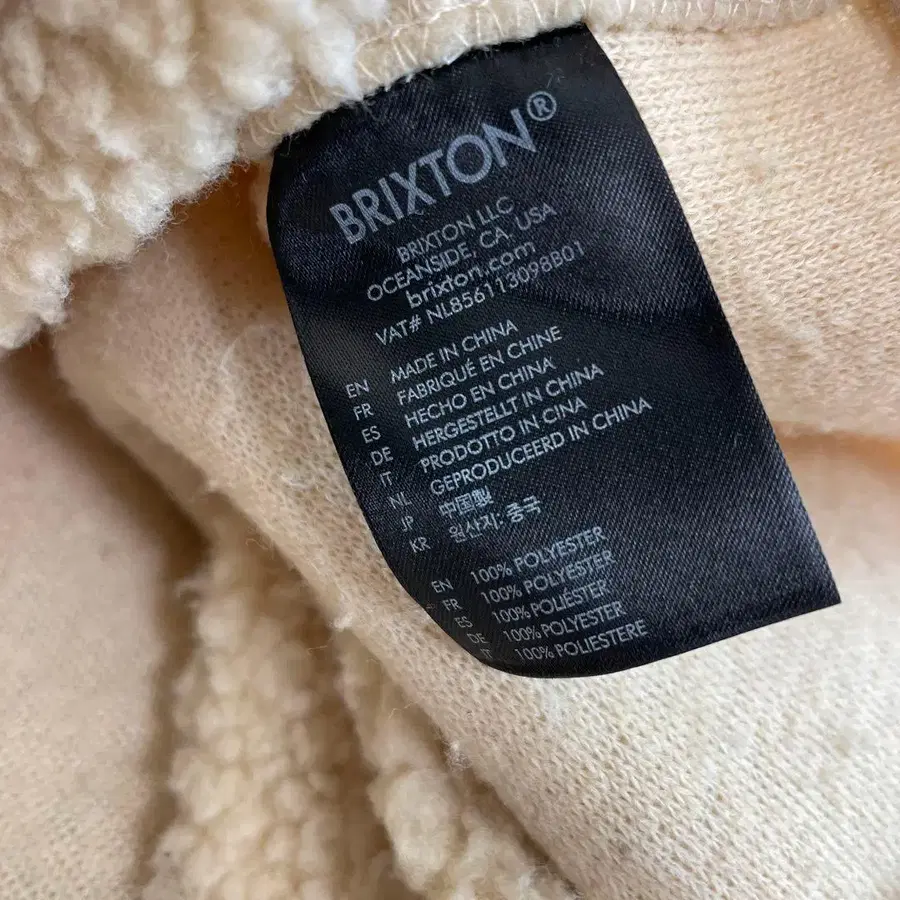 BRIXTON®
BRIXTON LLC
OCEANSIDE, CA, USA
brixton.com
VAT# NL856113098B01
EN MADE IN CHINA
FR FABRIQUÉ EN CHINE
ES HECHO EN CHINA
DE HERGESTELLT IN CHINA
IT PRODOTTO IN CINA
NL GEPRODUCEERD IN CHINA
JP 中国製
KR 원산지: 중국
EN 100% POLYESTER
FR 100% POLYESTER
ES 100% POLIÉSTER
DE 100% POLYESTER
IT 100% POLIESTERE